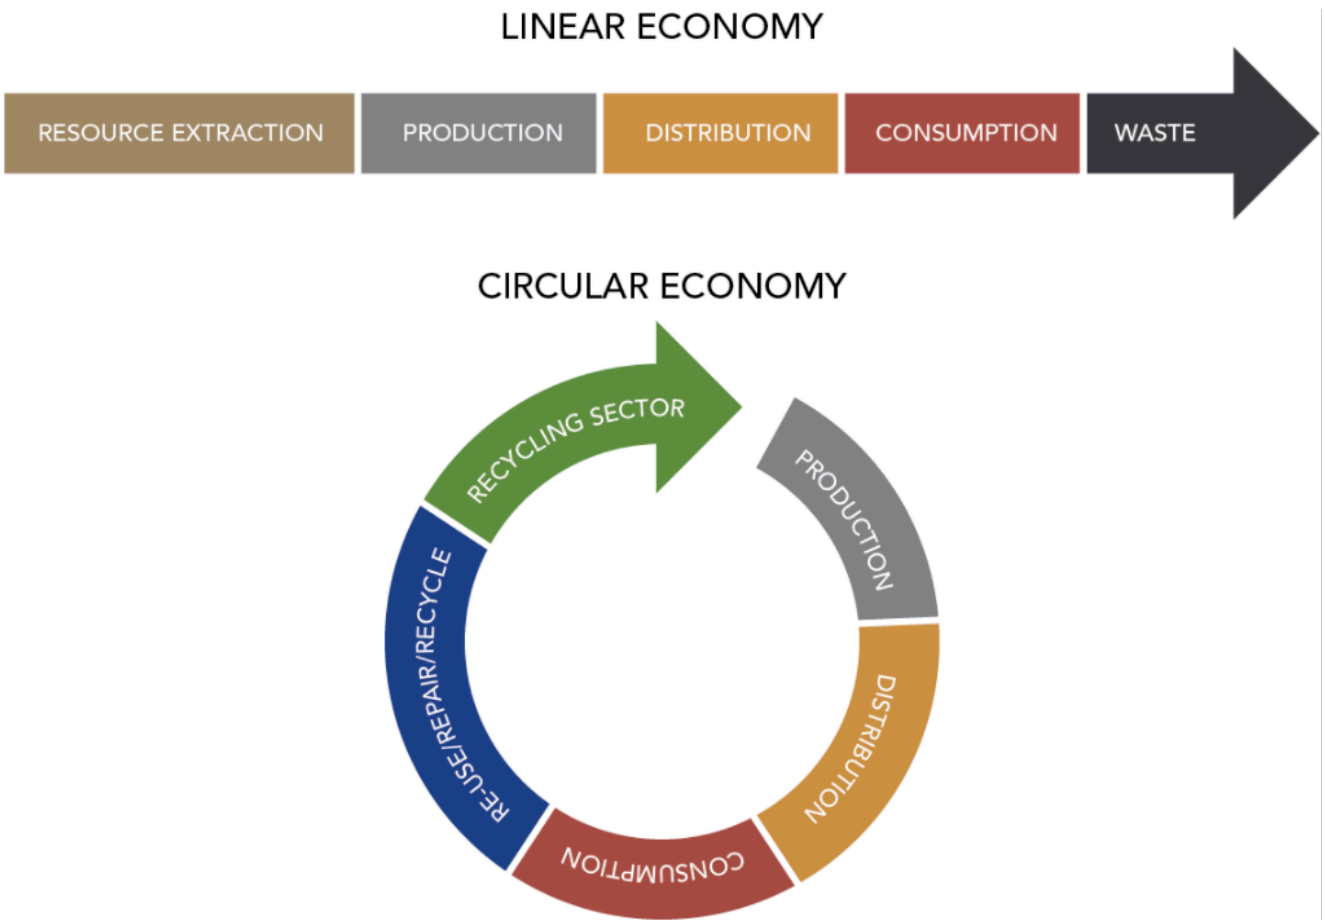 LINEAR ECONOMY
RESOURCE EXTRACTION
PRODUCTION
DISTRIBUTION
CONSUMPTION
WASTE
CIRCULAR ECONOMY
RECYCLING SECTOR
PRODUCTION
DISTRIBUTION
CONSUMPTION
RE-USE/REPAIR/RECYCLE